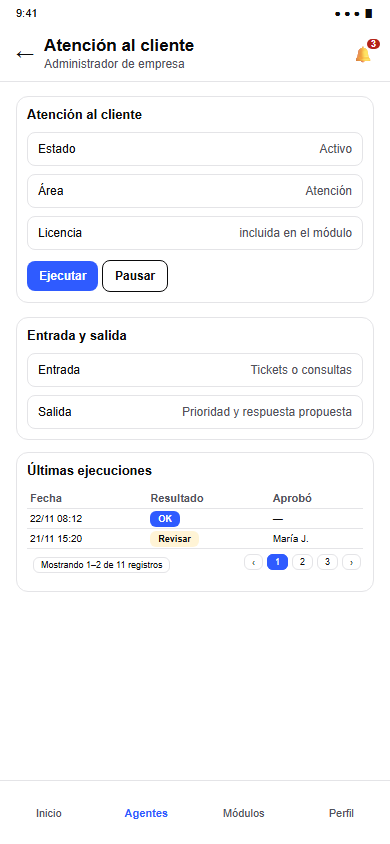 9:41
Atención al cliente
Administrador de empresa
3
Atención al cliente
Estado Activo
Área Atención
Licencia incluida en el módulo
Ejecutar Pausar
Entrada y salida
Entrada Tickets o consultas
Salida Prioridad y respuesta propuesta
Últimas ejecuciones
Fecha Resultado Aprobó
22/11 08:12 OK —
21/11 15:20 Revisar María J.
Mostrando 1–2 de 11 registros ‹ 1 2 3 ›
Inicio Agentes Módulos Perfil